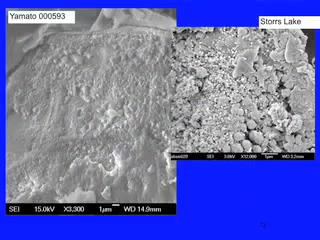 Yamato 000593
Storrs Lake
SEI 15.0kV X3,300 1μm WD 14.9mm
SEI 3.0kV X12,000 1μm WD 3.2mm